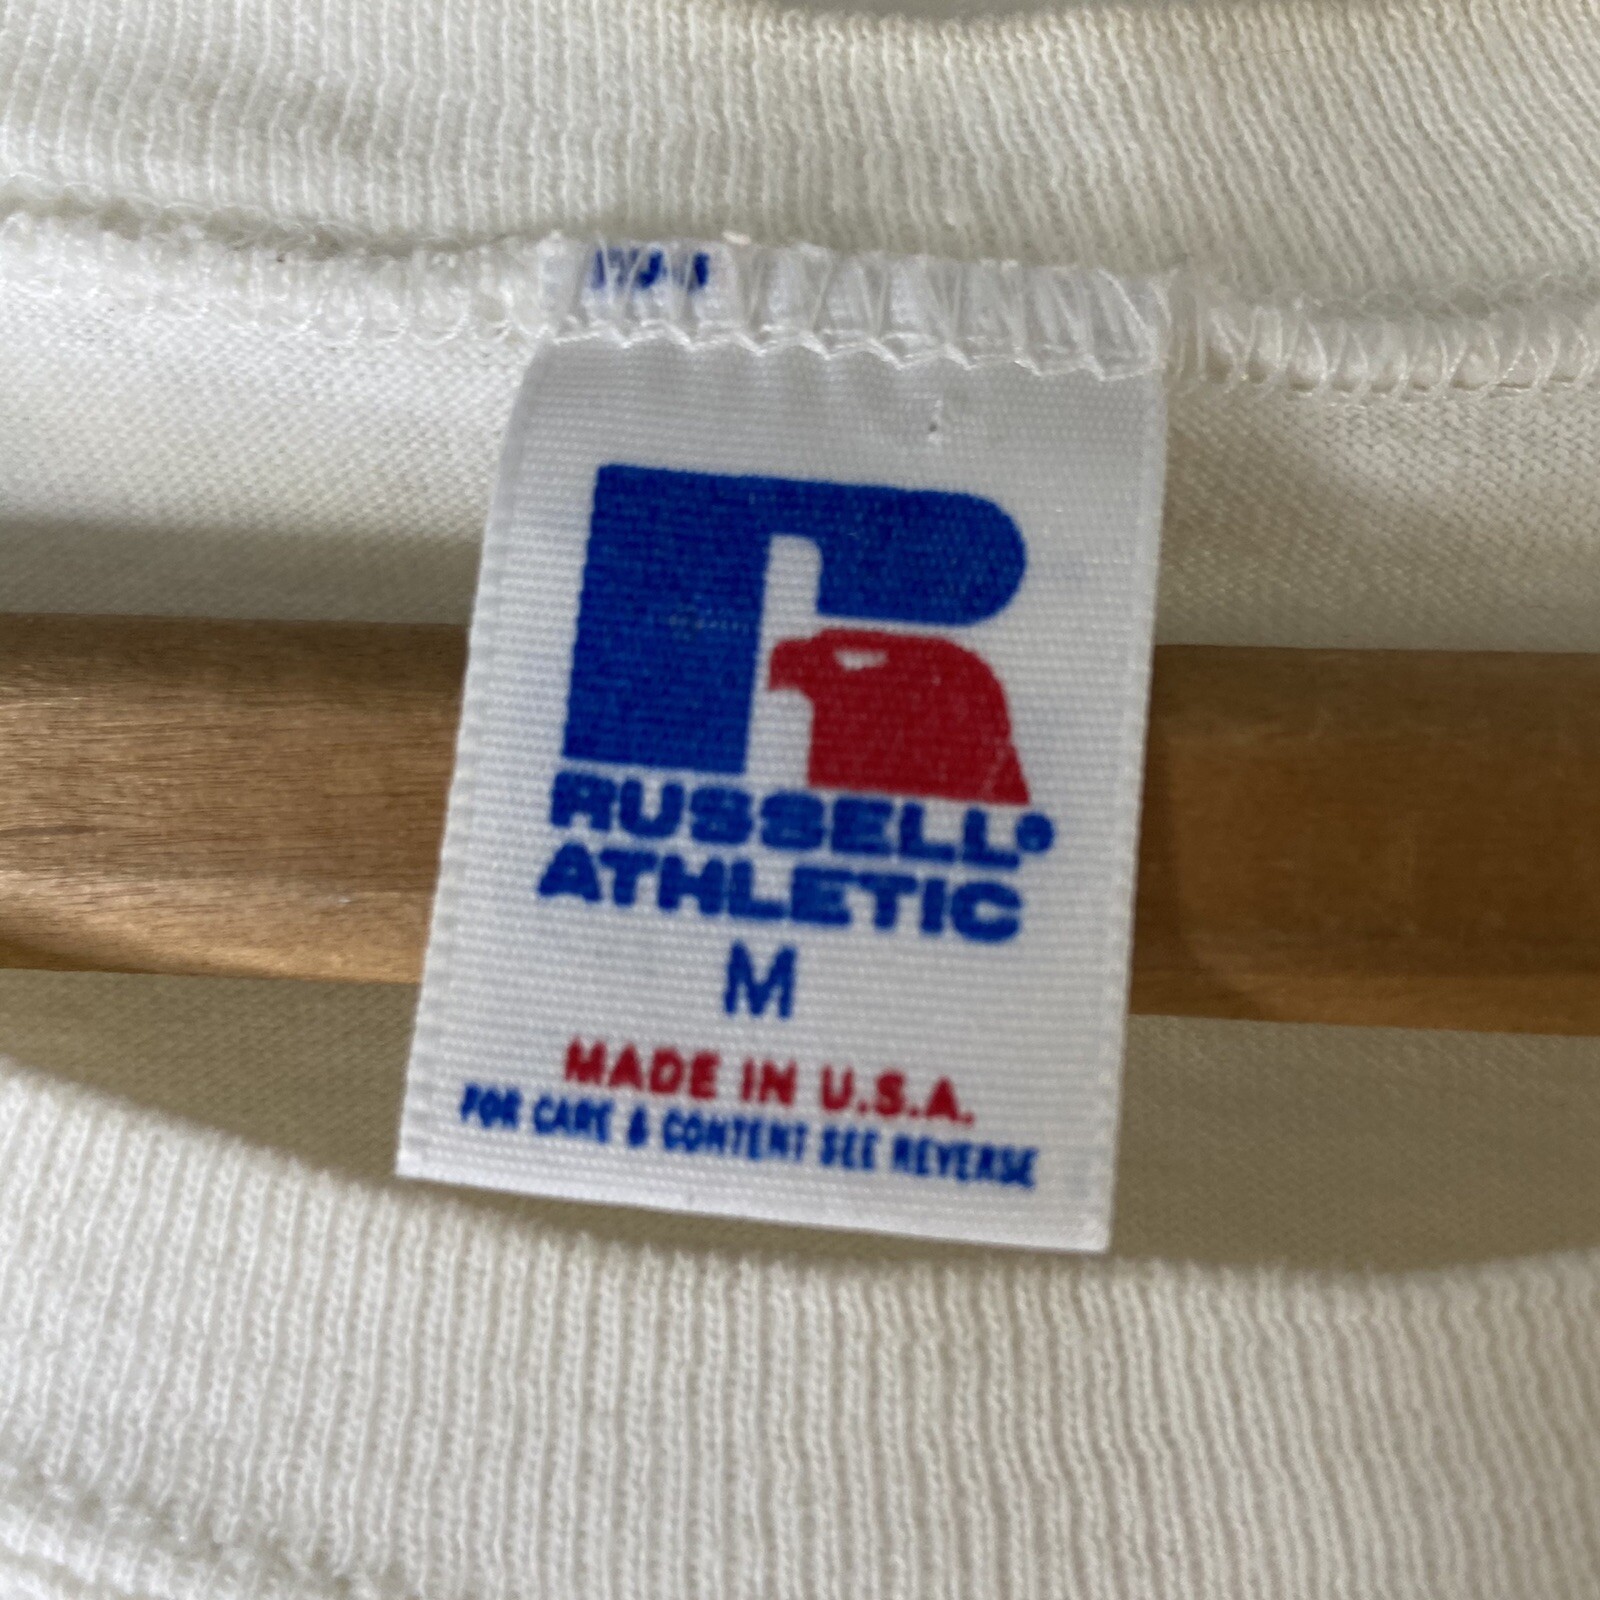 RUSSELL®
ATHLETIC
M
MADE IN U.S.A.
FOR CARE & CONTENT SEE REVERSE